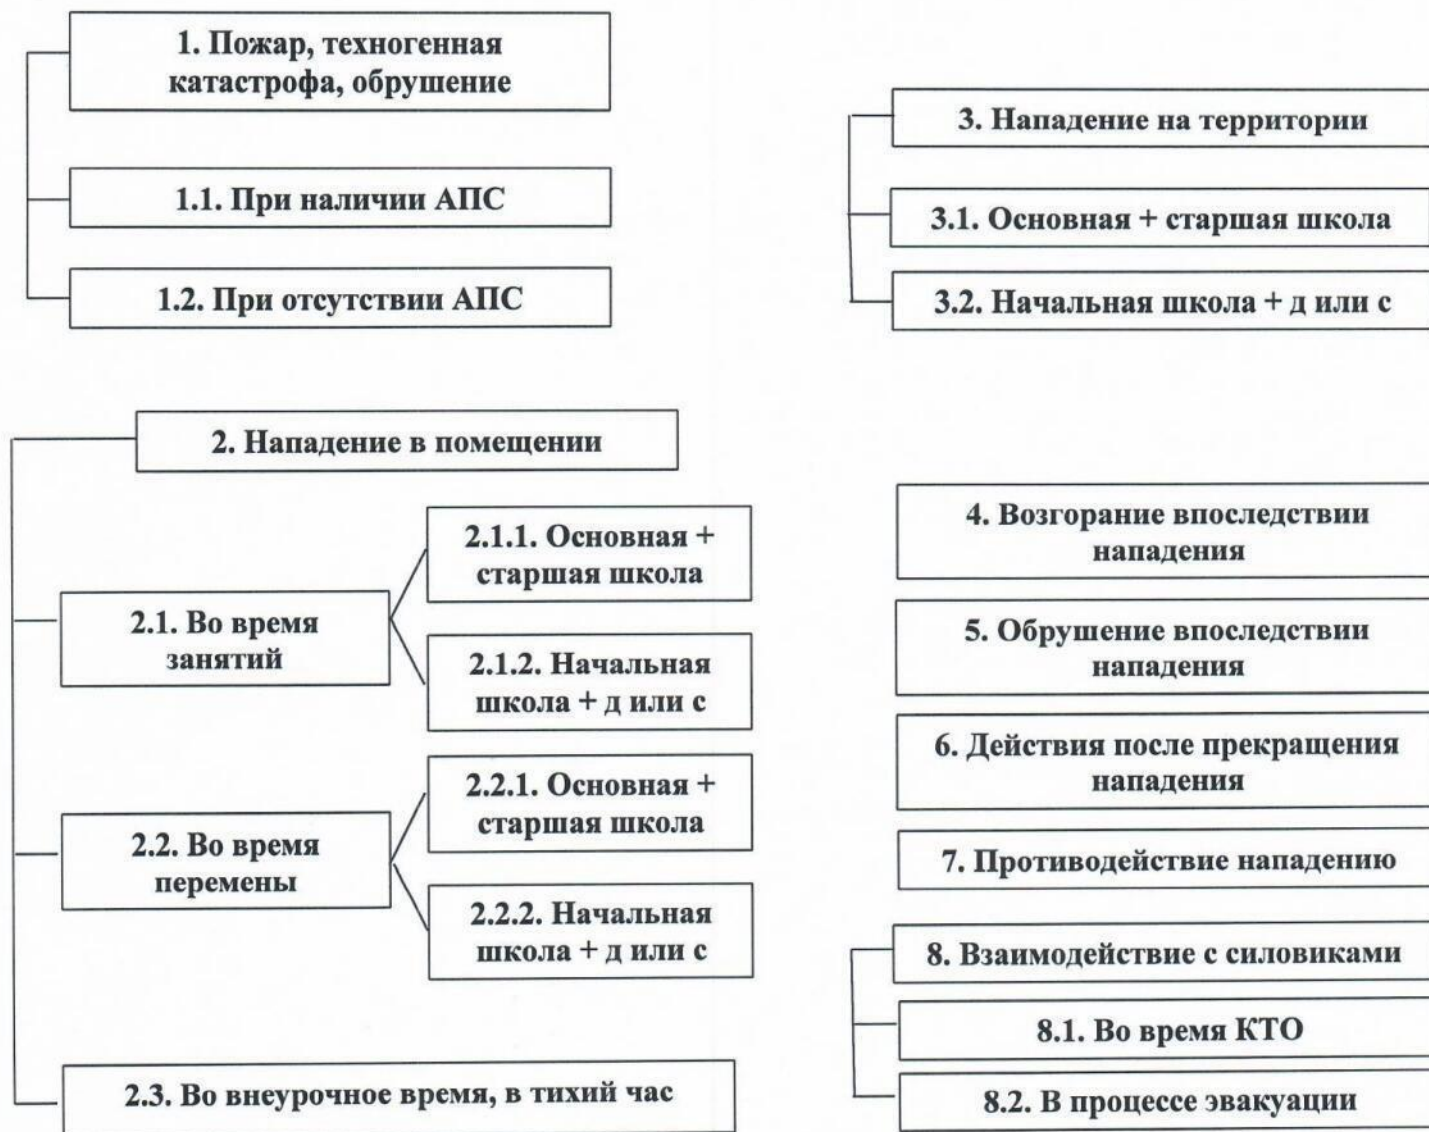 1. Пожар, техногенная
катастрофа, обрушение
1.1. При наличии АПС
1.2. При отсутствии АПС
2. Нападение в помещении
2.1. Во время
занятий
2.1.1. Основная +
старшая школа
2.1.2. Начальная
школа + д или с
2.2. Во время
перемены
2.2.1. Основная +
старшая школа
2.2.2. Начальная
школа + д или с
2.3. Во внеурочное время, в тихий час
3. Нападение на территории
3.1. Основная + старшая школа
3.2. Начальная школа + д или с
4. Возгорание впоследствии
нападения
5. Обрушение впоследствии
нападения
6. Действия после прекращения
нападения
7. Противодействие нападению
8. Взаимодействие с силовиками
8.1. Во время КТО
8.2. В процессе эвакуации